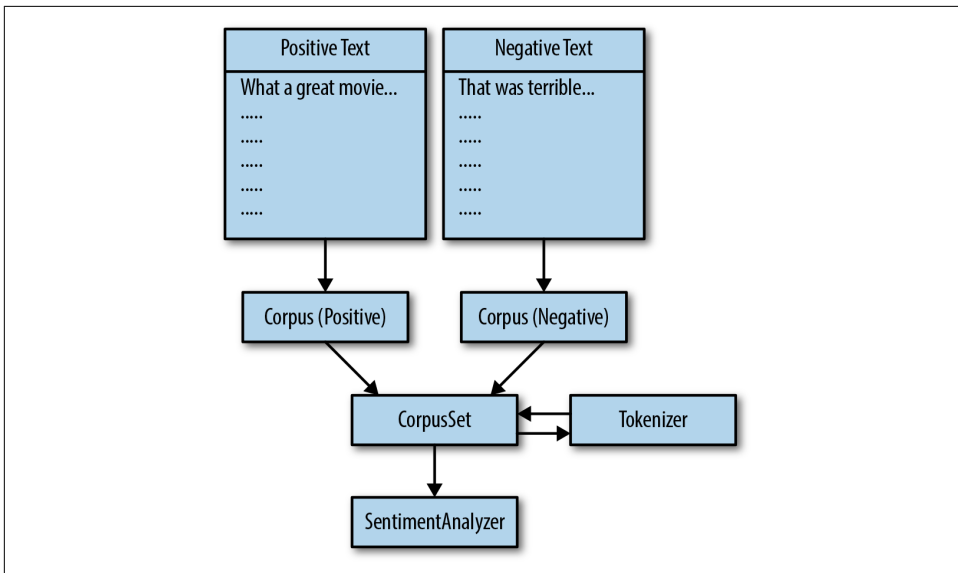 Positive Text
What a great movie...
.....
.....
.....
.....
.....
Negative Text
That was terrible...
.....
.....
.....
.....
.....
Corpus (Positive)
Corpus (Negative)
CorpusSet
Tokenizer
SentimentAnalyzer